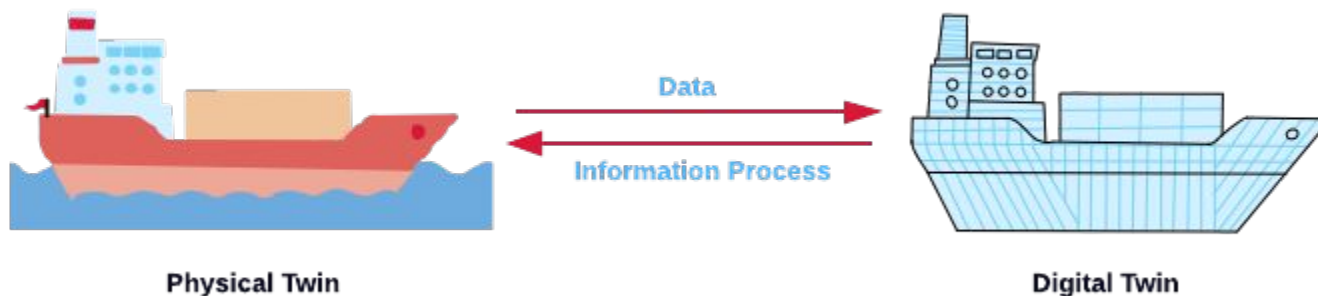 Data
Information Process
Physical Twin
Digital Twin